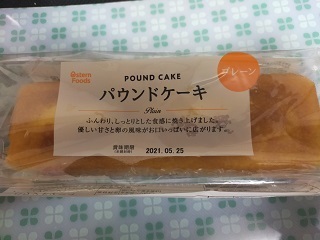 Osterm Foods
POUND CAKE
プレーン
パウンドケーキ
Plain
ふんわり、しっとりとした食感に焼き上げました。
優しい甘さと卵の風味がお口いっぱいに広がります。
賞味期限
2021.05.25